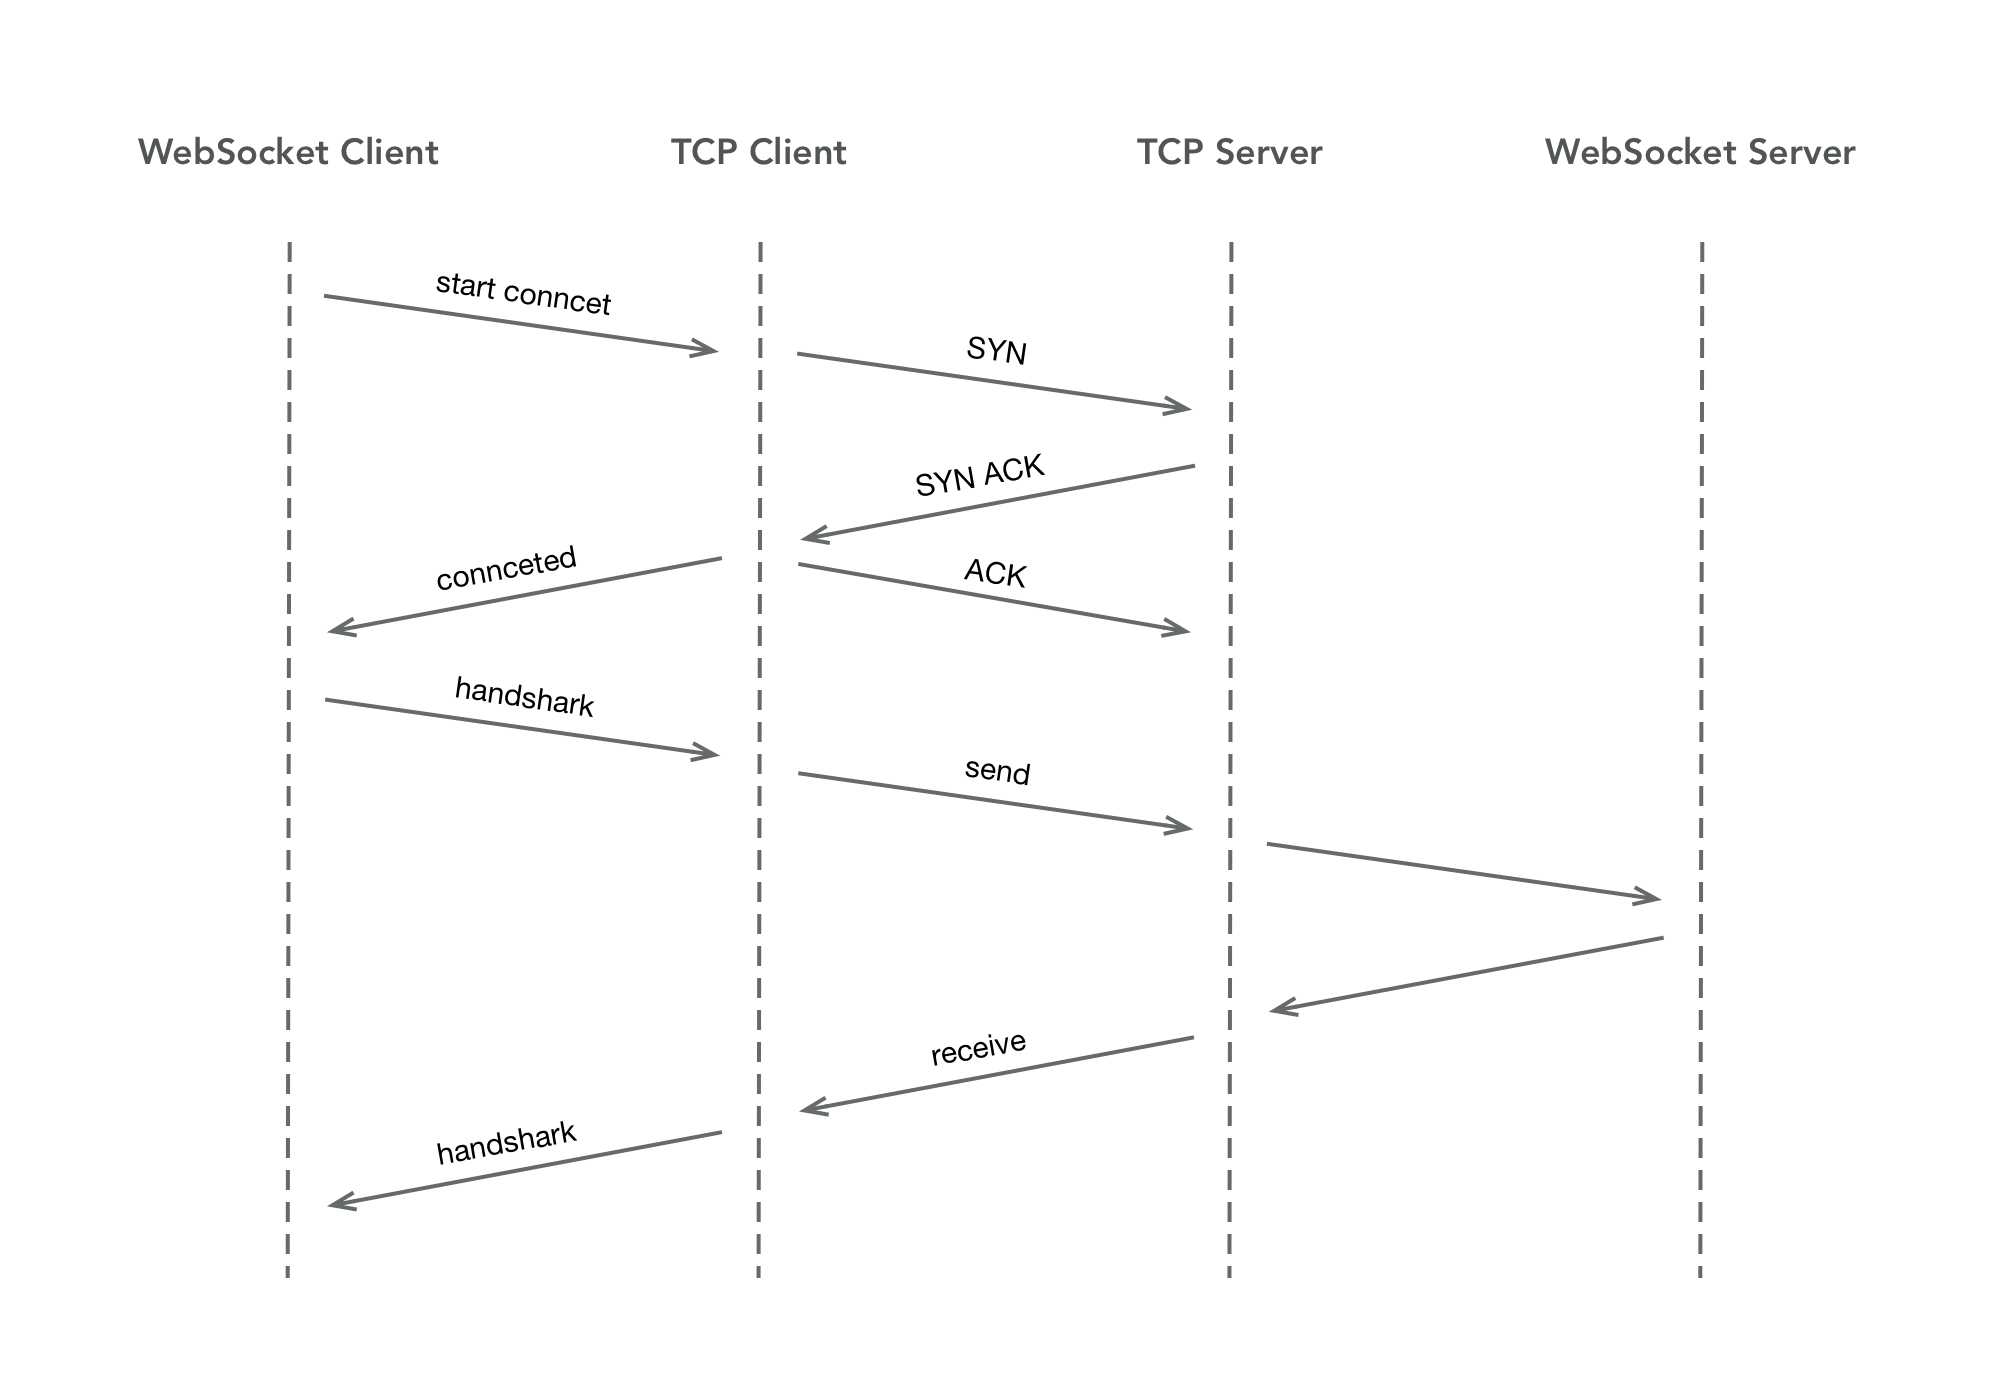 WebSocket Client
TCP Client
TCP Server
WebSocket Server
start conncet
SYN
SYN ACK
connceted
ACK
handshark
send
receive
handshark